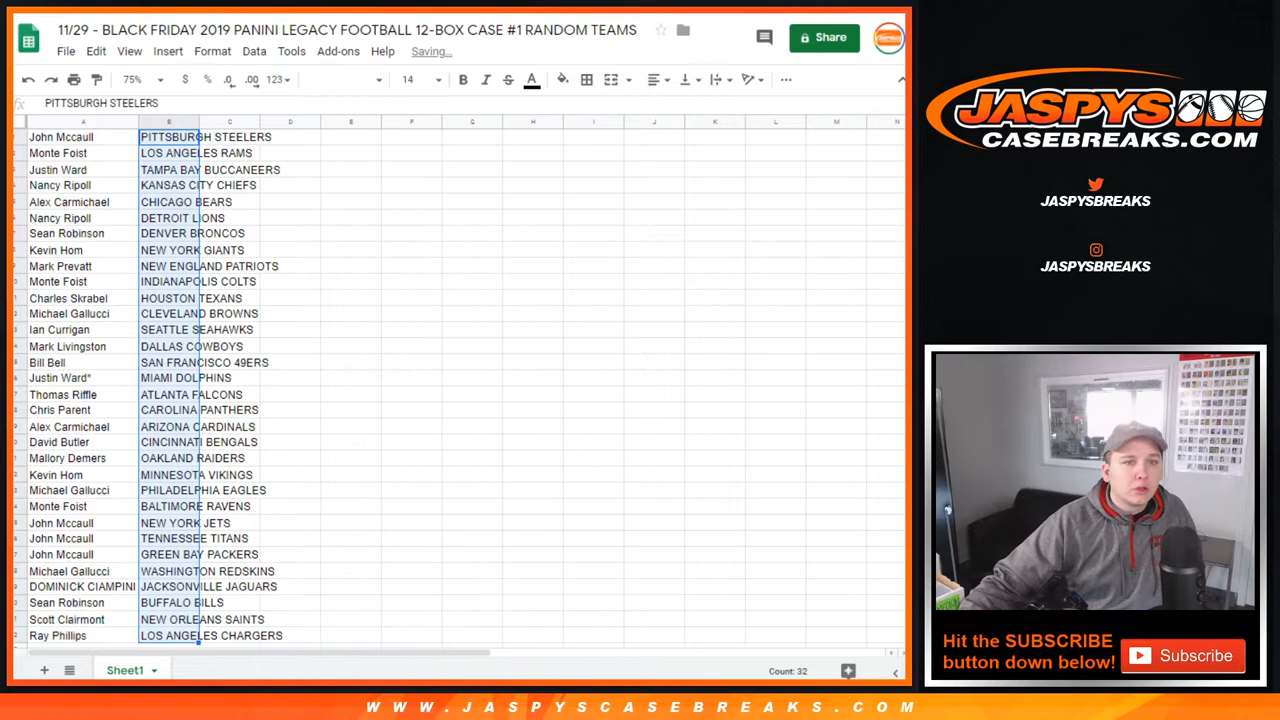 11/29 - BLACK FRIDAY 2019 PANINI LEGACY FOOTBALL 12-BOX CASE #1 RANDOM TEAMS
File Edit View Insert Format Data Tools Add-ons Help Saving...
Share
75% $ % .0 .00 123 14 B I S A
fx PITTSBURGH STEELERS
A B C D E F G H I J K L M N
John Mccaull PITTSBURGH STEELERS
Monte Foist LOS ANGELES RAMS
Justin Ward TAMPA BAY BUCCANEERS
Nancy Ripoll KANSAS CITY CHIEFS
Alex Carmichael CHICAGO BEARS
Nancy Ripoll DETROIT LIONS
Sean Robinson DENVER BRONCOS
Kevin Hom NEW YORK GIANTS
Mark Prevatt NEW ENGLAND PATRIOTS
Monte Foist INDIANAPOLIS COLTS
Charles Skrabel HOUSTON TEXANS
Michael Gallucci CLEVELAND BROWNS
Ian Currigan SEATTLE SEAHAWKS
Mark Livingston DALLAS COWBOYS
Bill Bell SAN FRANCISCO 49ERS
Justin Ward* MIAMI DOLPHINS
Thomas Riffle ATLANTA FALCONS
Chris Parent CAROLINA PANTHERS
Alex Carmichael ARIZONA CARDINALS
David Butler CINCINNATI BENGALS
Mallory Demers OAKLAND RAIDERS
Kevin Hom MINNESOTA VIKINGS
Michael Gallucci PHILADELPHIA EAGLES
Monte Foist BALTIMORE RAVENS
John Mccaull NEW YORK JETS
John Mccaull TENNESSEE TITANS
John Mccaull GREEN BAY PACKERS
Michael Gallucci WASHINGTON REDSKINS
DOMINICK CIAMPINI JACKSONVILLE JAGUARS
Sean Robinson BUFFALO BILLS
Scott Clairmont NEW ORLEANS SAINTS
Ray Phillips LOS ANGELES CHARGERS
Sheet1
Count: 32
JASPYS
CASEBREAKS.COM
JASPYSBREAKS
JASPYSBREAKS
Hit the SUBSCRIBE
button down below!
Subscribe
WWW.JASPYSCASEBREAKS.COM